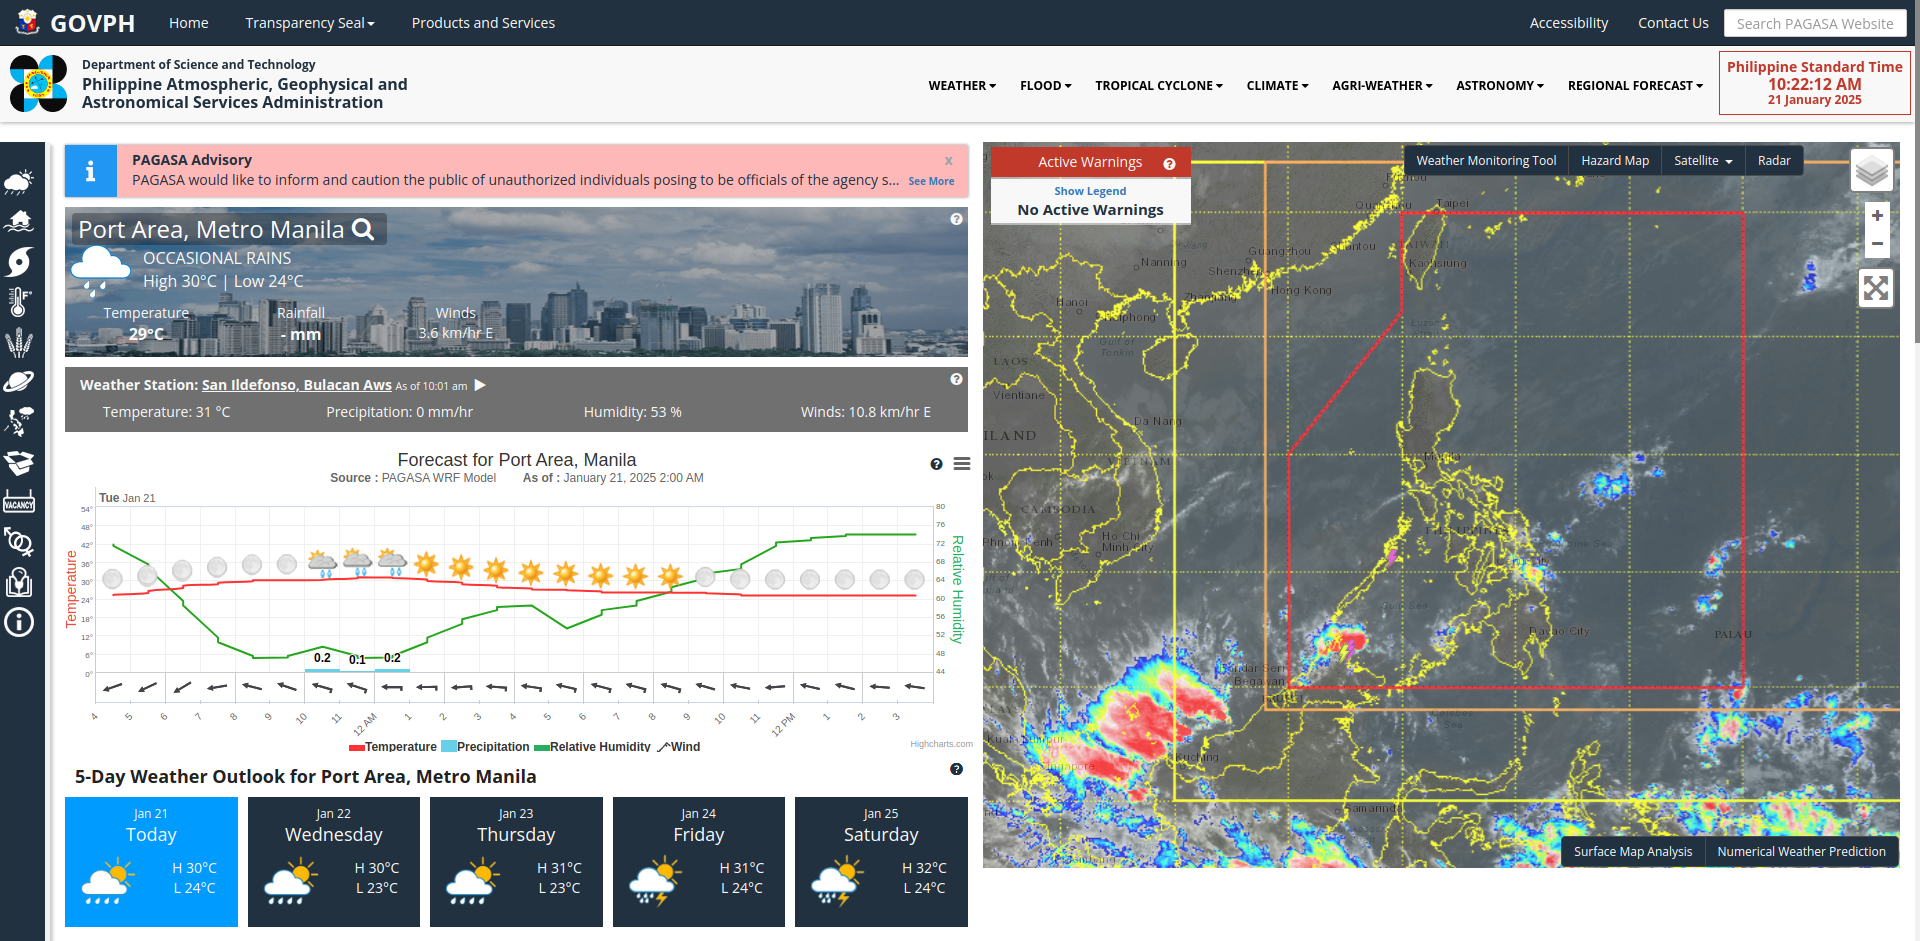 GOVPH
Home
Transparency Seal
Products and Services
Accessibility
Contact Us
Search PAGASA Website
Department of Science and Technology
Philippine Atmospheric, Geophysical and
Astronomical Services Administration
WEATHER
FLOOD
TROPICAL CYCLONE
CLIMATE
AGRI-WEATHER
ASTRONOMY
REGIONAL FORECAST
Philippine Standard Time
10:22:12 AM
21 January 2025
VACANCY
PAGASA Advisory
x
PAGASA would like to inform and caution the public of unauthorized individuals posing to be officials of the agency s... See More
Port Area, Metro Manila
OCCASIONAL RAINS
High 30°C | Low 24°C
Temperature
Rainfall
Winds
29°C
- mm
3.6 km/hr E
Weather Station: San Ildefonso, Bulacan Aws As of 10:01 am
Temperature: 31 °C
Precipitation: 0 mm/hr
Humidity: 53 %
Winds: 10.8 km/hr E
Forecast for Port Area, Manila
Source : PAGASA WRF Model As of : January 21, 2025 2:00 AM
Tue Jan 21
Temperature
54°
48°
42°
36°
30°
24°
18°
12°
6°
0°
Relative Humidity
80
76
72
68
64
60
56
52
48
44
0.2
0.1
0.2
4
5
6
7
8
9
10
11
12 AM
1
2
3
4
5
6
7
8
9
10
11
12 PM
1
2
3
Temperature Precipitation Relative Humidity Wind
Highcharts.com
5-Day Weather Outlook for Port Area, Metro Manila
Jan 21
Today
H 30°C
L 24°C
Jan 22
Wednesday
H 30°C
L 23°C
Jan 23
Thursday
H 31°C
L 23°C
Jan 24
Friday
H 31°C
L 24°C
Jan 25
Saturday
H 32°C
L 24°C
Active Warnings
Show Legend
No Active Warnings
Weather Monitoring Tool
Hazard Map
Satellite
Radar
+
−
Taipei
Guangzhou
Nanning
Shenzhen
Kaohsiung
Hong Kong
Hanoi
Haiphong
Gulf of
Tonkin
LAOS
Vientiane
Da Nang
VIETNAM
CAMBODIA
Ho Chi
Minh City
Manila
Davao City
PALAU
Bandar Seri
Begawan
Celebes
Sea
Kuching
Singapore
Samarinda
Surface Map Analysis
Numerical Weather Prediction